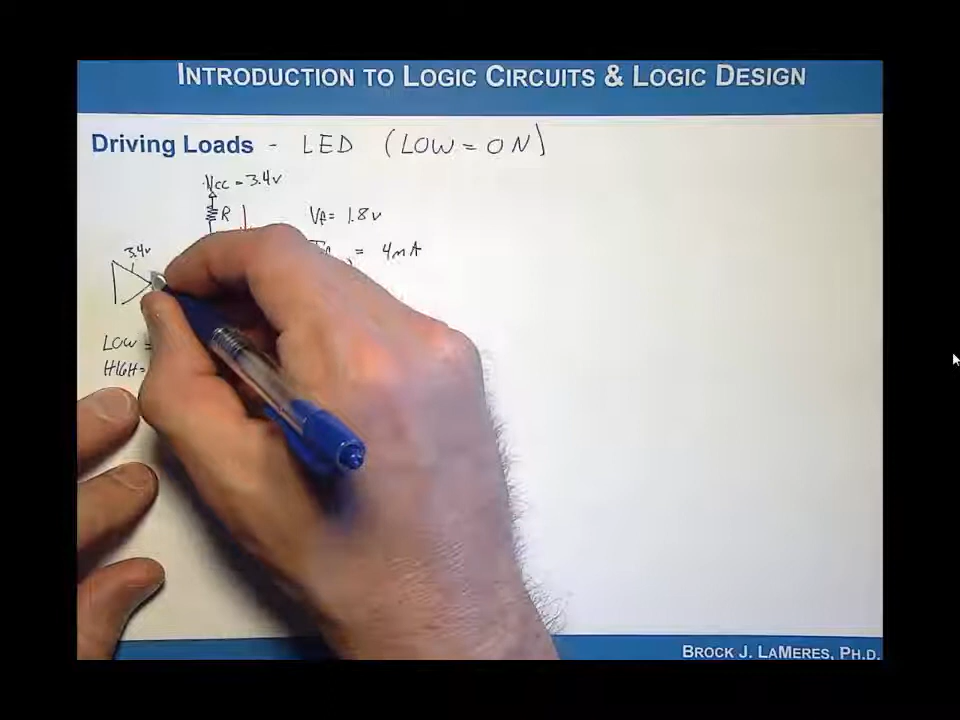 INTRODUCTION TO LOGIC CIRCUITS & LOGIC DESIGN
Driving Loads - LED (LOW = ON)
Vcc = 3.4v
R
Vf = 1.8v
= 4mA
3.4v
LOW =
HIGH =
BROCK J. LAMERES, PH.D.